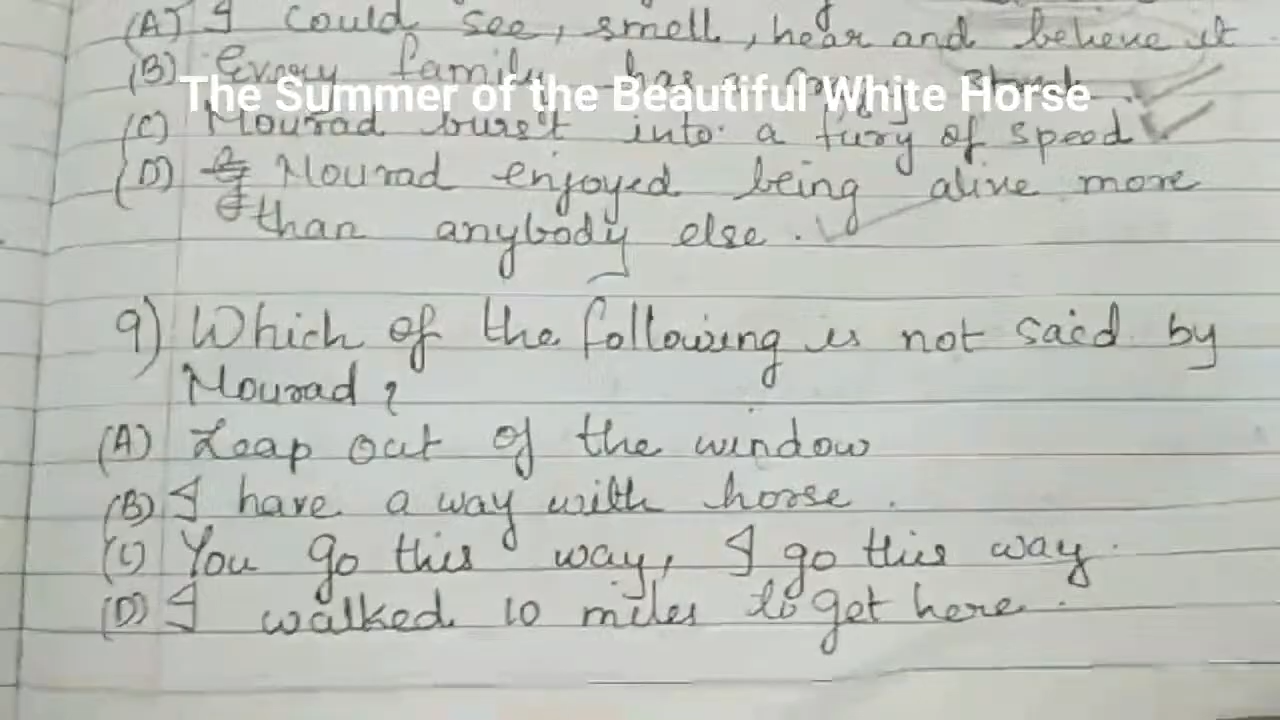 (A) I could see, smell, hear and believe it
(B) Every family has a crazy streak
The Summer of the Beautiful White Horse
(C) Mourad burst into a fury of speed
(D) Mourad enjoyed being alive more
than anybody else.
9) Which of the following is not said by
Mourad?
(A) Leap out of the window
(B) I have a way with horse.
(C) You go this way, I go this way.
(D) I walked 10 miles to get here.